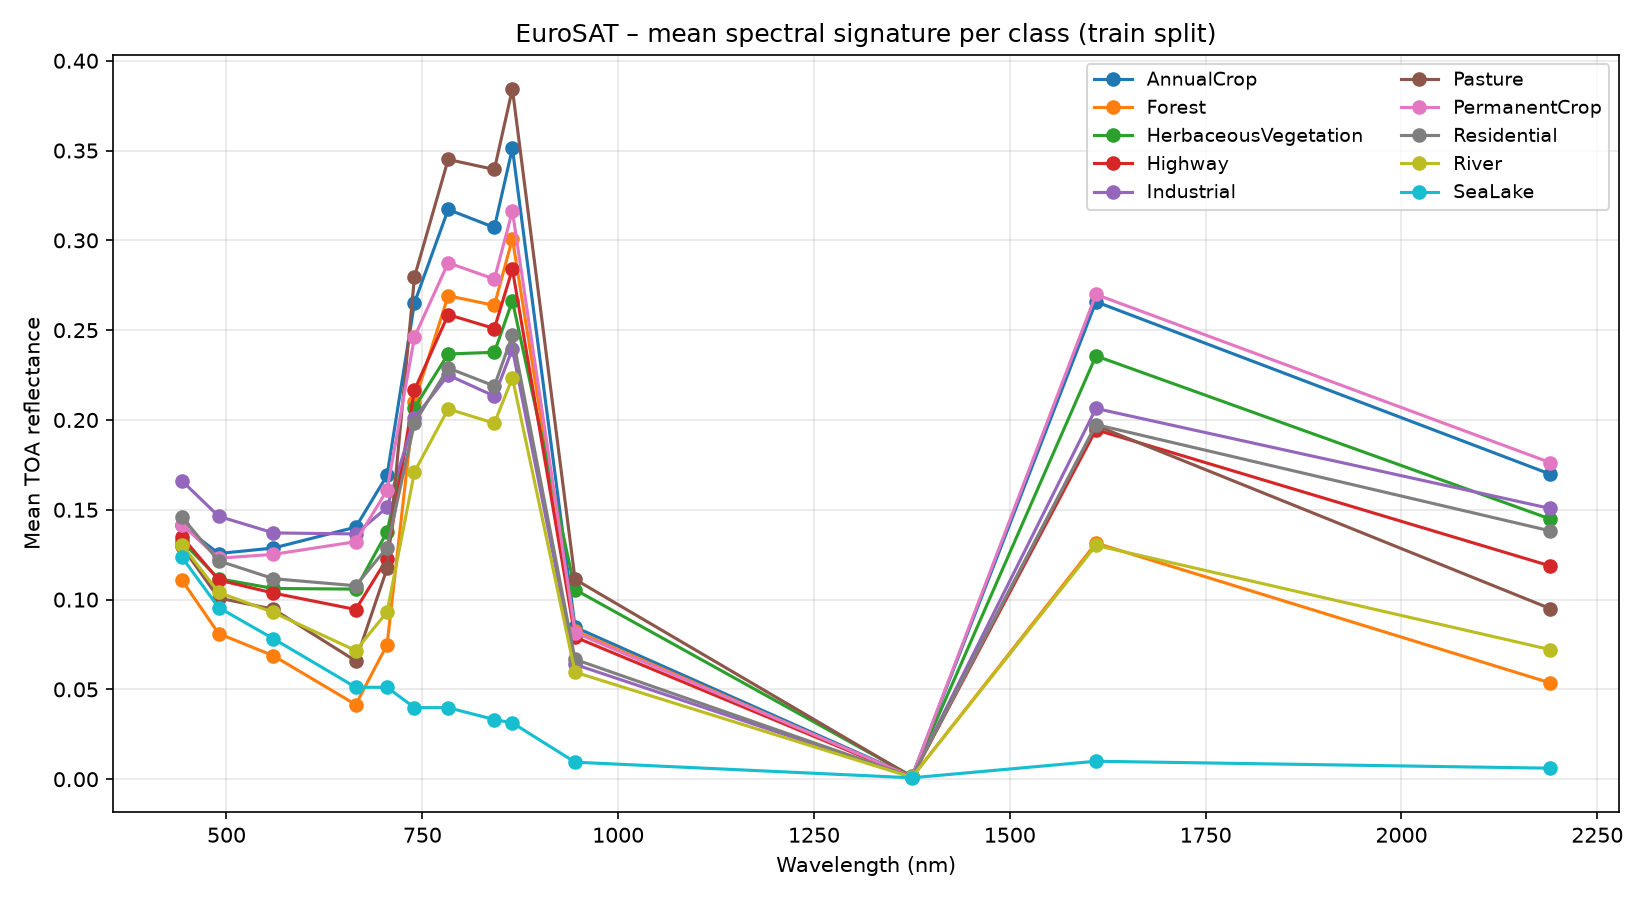 EuroSAT – mean spectral signature per class (train split)
0.40
0.35
0.30
0.25
0.20
0.15
0.10
0.05
0.00
Mean TOA reflectance
AnnualCrop
Forest
HerbaceousVegetation
Highway
Industrial
Pasture
PermanentCrop
Residential
River
SeaLake
500 750 1000 1250 1500 1750 2000 2250
Wavelength (nm)